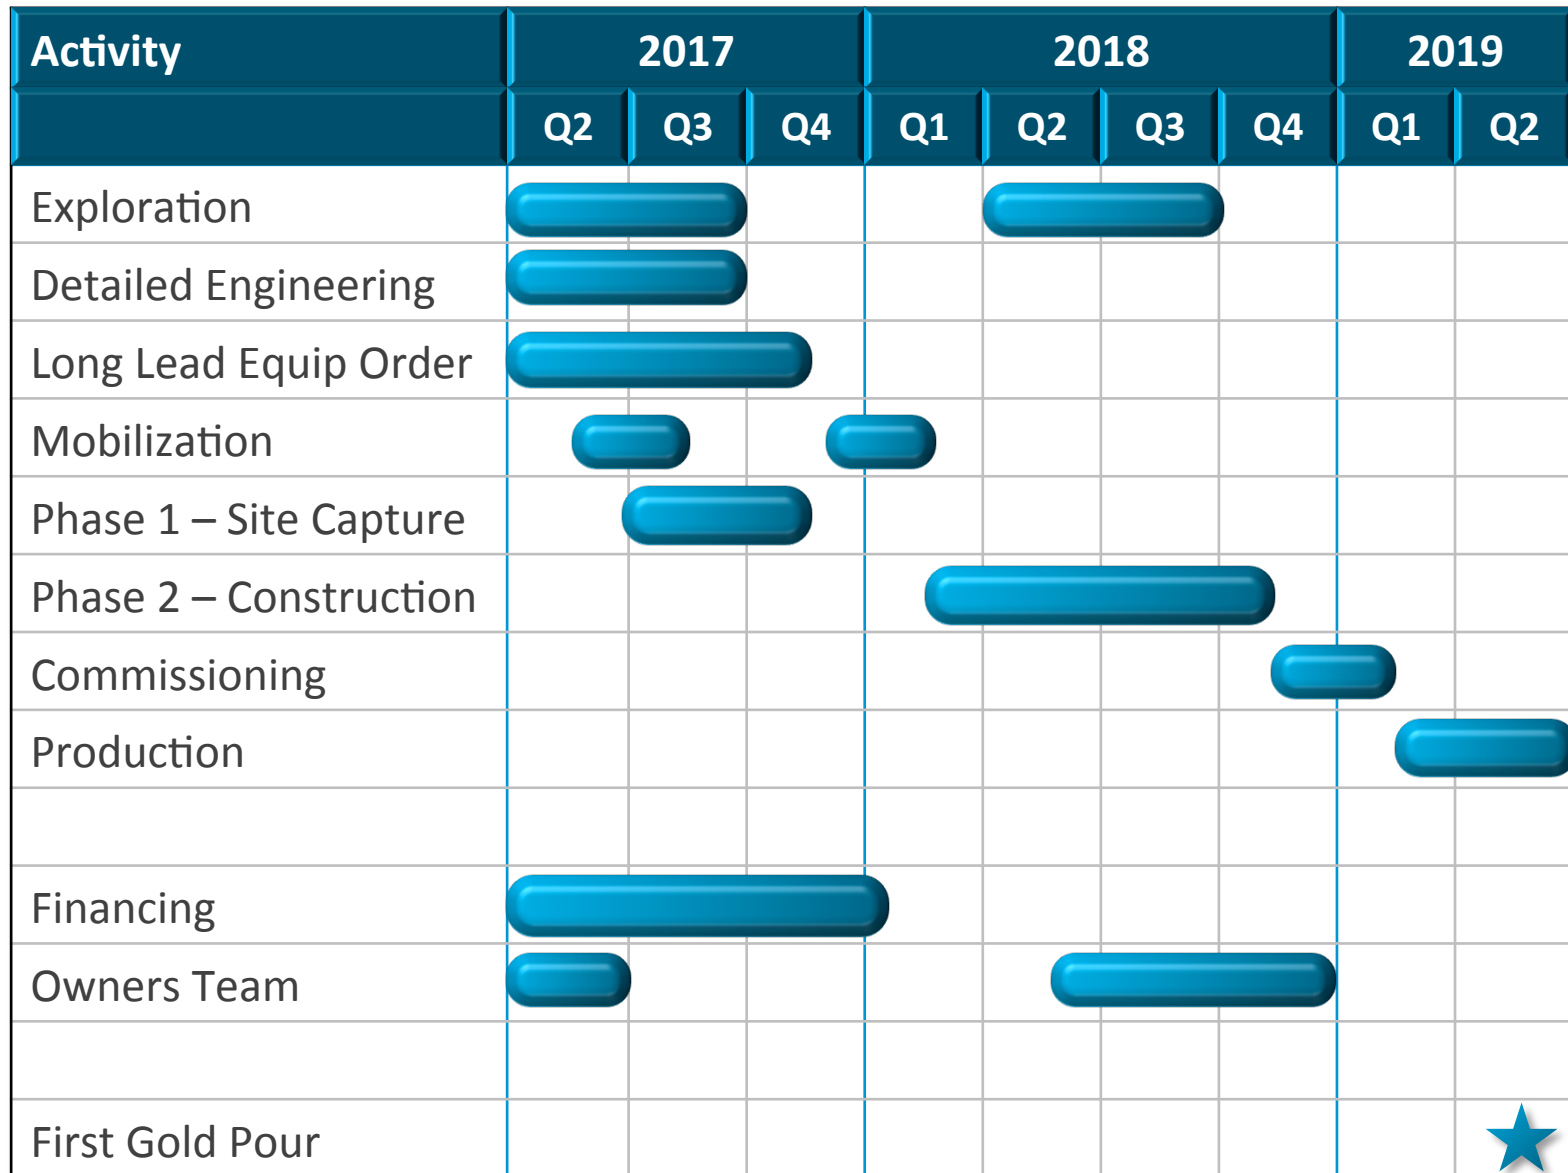 Activity 2017 2018 2019
Q2 Q3 Q4 Q1 Q2 Q3 Q4 Q1 Q2
Exploration
Detailed Engineering
Long Lead Equip Order
Mobilization
Phase 1 – Site Capture
Phase 2 – Construction
Commissioning
Production
Financing
Owners Team
First Gold Pour